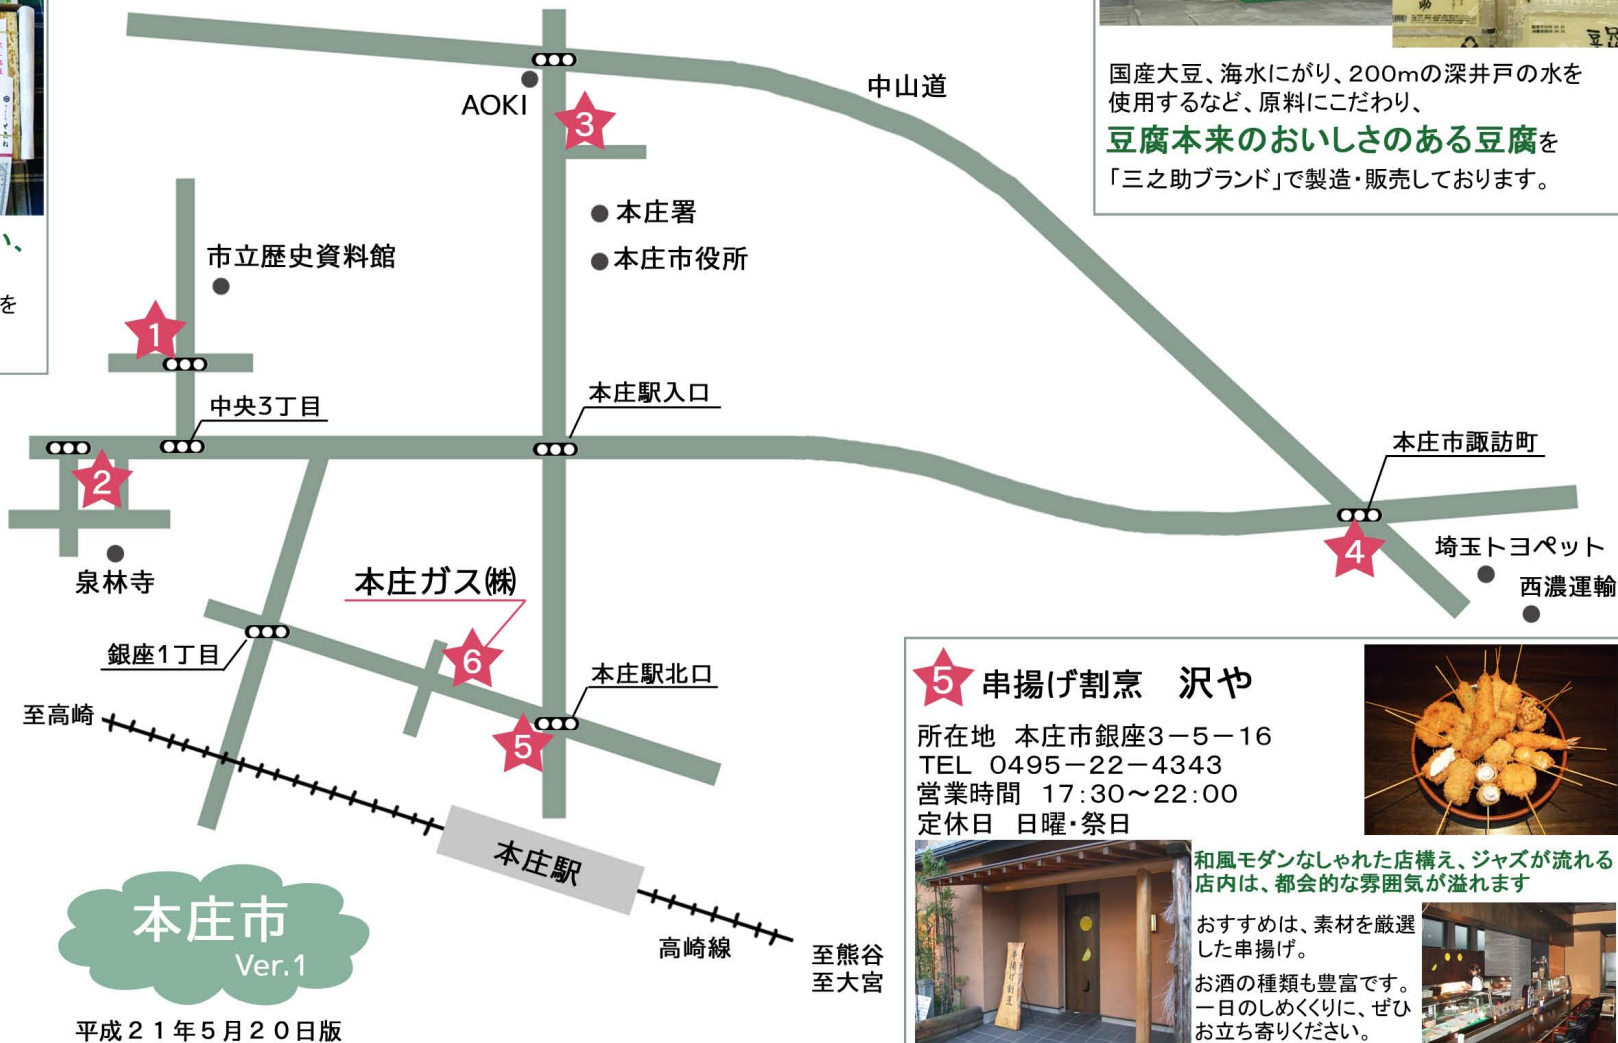 い、
を
国産大豆、海水にがり、200mの深井戸の水を
使用するなど、原料にこだわり、
豆腐本来のおいしさのある豆腐を
「三之助ブランド」で製造・販売しております。
中山道
AOKI
3
本庄署
本庄市役所
市立歴史資料館
1
中央3丁目
本庄駅入口
本庄市諏訪町
2
泉林寺
4
埼玉トヨペット
西濃運輸
本庄ガス㈱
6
銀座1丁目
本庄駅北口
5
至高崎
本庄駅
高崎線
至熊谷
至大宮
本庄市
Ver.1
平成21年5月20日版
5 串揚げ割烹 沢や
所在地 本庄市銀座3-5-16
TEL 0495-22-4343
営業時間 17:30~22:00
定休日 日曜・祭日
和風モダンなしゃれた店構え、ジャズが流れる
店内は、都会的な雰囲気が溢れます
おすすめは、素材を厳選
した串揚げ。
お酒の種類も豊富です。
一日のしめくくりに、ぜひ
お立ち寄りください。
串揚げ割烹